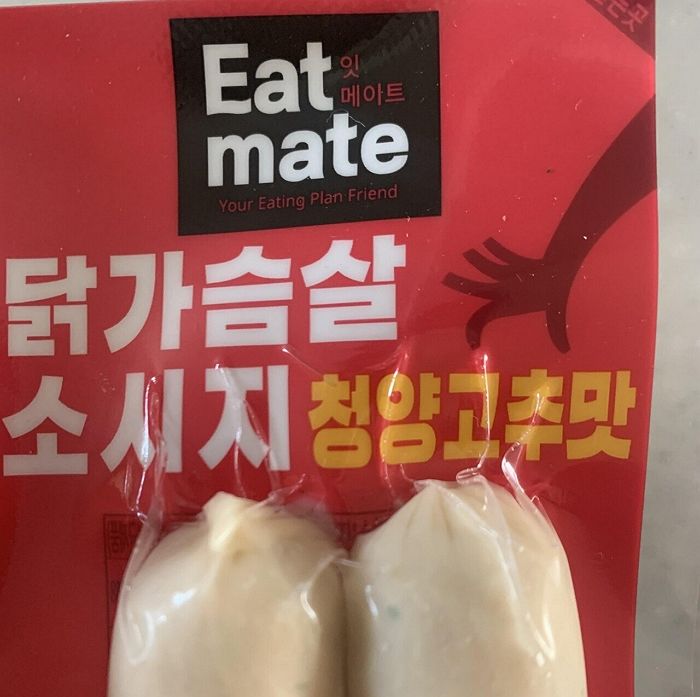 Eat 잇
mate 메이트
Your Eating Plan Friend
닭가슴살
소시지 청양고추맛